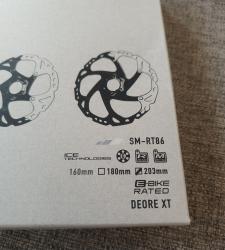 SM-RT86
ICE TECHNOLOGIES
160mm 180mm 203mm
E-BIKE RATED
DEORE XT